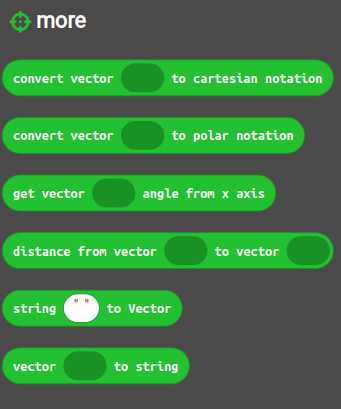 more
convert vector to cartesian notation
convert vector to polar notation
get vector angle from x axis
distance from vector to vector
string " " to Vector
vector to string